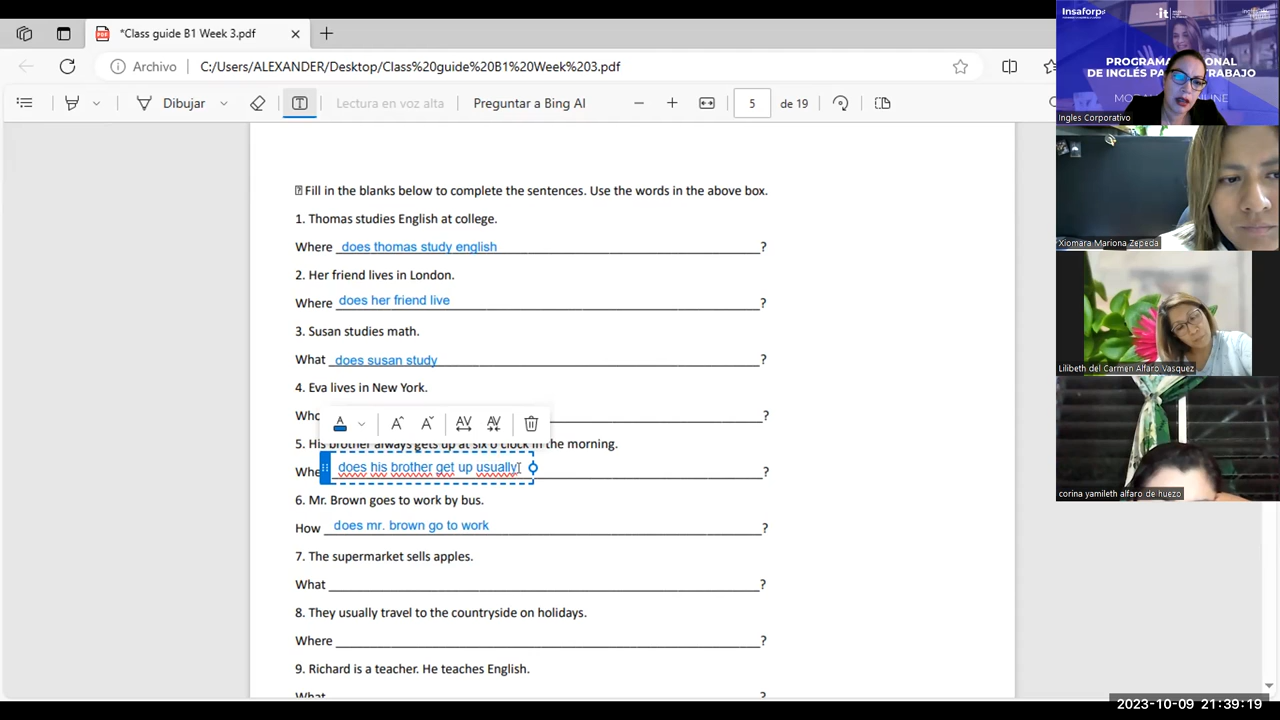 *Class guide B1 Week 3.pdf
Archivo
C:/Users/ALEXANDER/Desktop/Class%20guide%20B1%20Week%203.pdf
Dibujar
Lectura en voz alta
Preguntar a Bing AI
5
de 19
Fill in the blanks below to complete the sentences. Use the words in the above box.
1. Thomas studies English at college.
Where does thomas study english ?
2. Her friend lives in London.
Where does her friend live ?
3. Susan studies math.
What does susan study ?
4. Eva lives in New York.
?
5. His brother always gets up at six o'clock in the morning.
does his brother get up usually ?
6. Mr. Brown goes to work by bus.
How does mr. brown go to work ?
7. The supermarket sells apples.
What ?
8. They usually travel to the countryside on holidays.
Where ?
9. Richard is a teacher. He teaches English.
What ?
Insaforp
it
Ingles Corporativo
Xiomara Mariona Zepeda
Lilibeth del Carmen Alfaro Vasquez
corina yamileth alfaro de huezo
2023-10-09 21:39:19